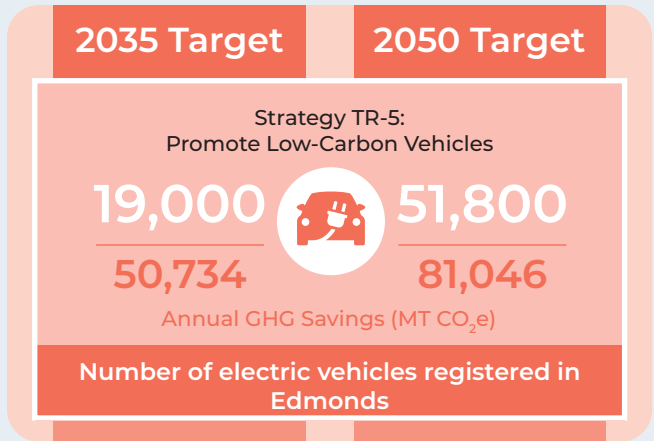 2035 Target
2050 Target
Strategy TR-5:
Promote Low-Carbon Vehicles
19,000
51,800
50,734
81,046
Annual GHG Savings (MT CO₂e)
Number of electric vehicles registered in
Edmonds